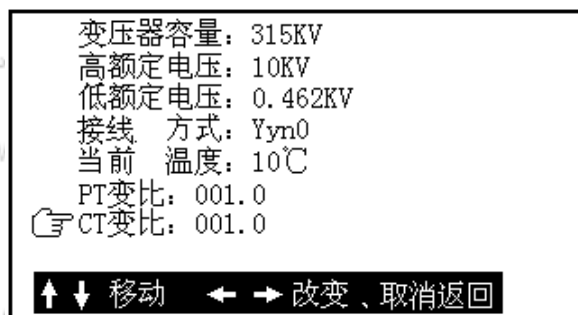 变压器容量：315KV
高额定电压：10KV
低额定电压：0.462KV
接线 方式：Yyn0
当前 温度：10℃
PT变比：001.0
CT变比：001.0
↑ ↓ 移动 ← → 改变、取消返回